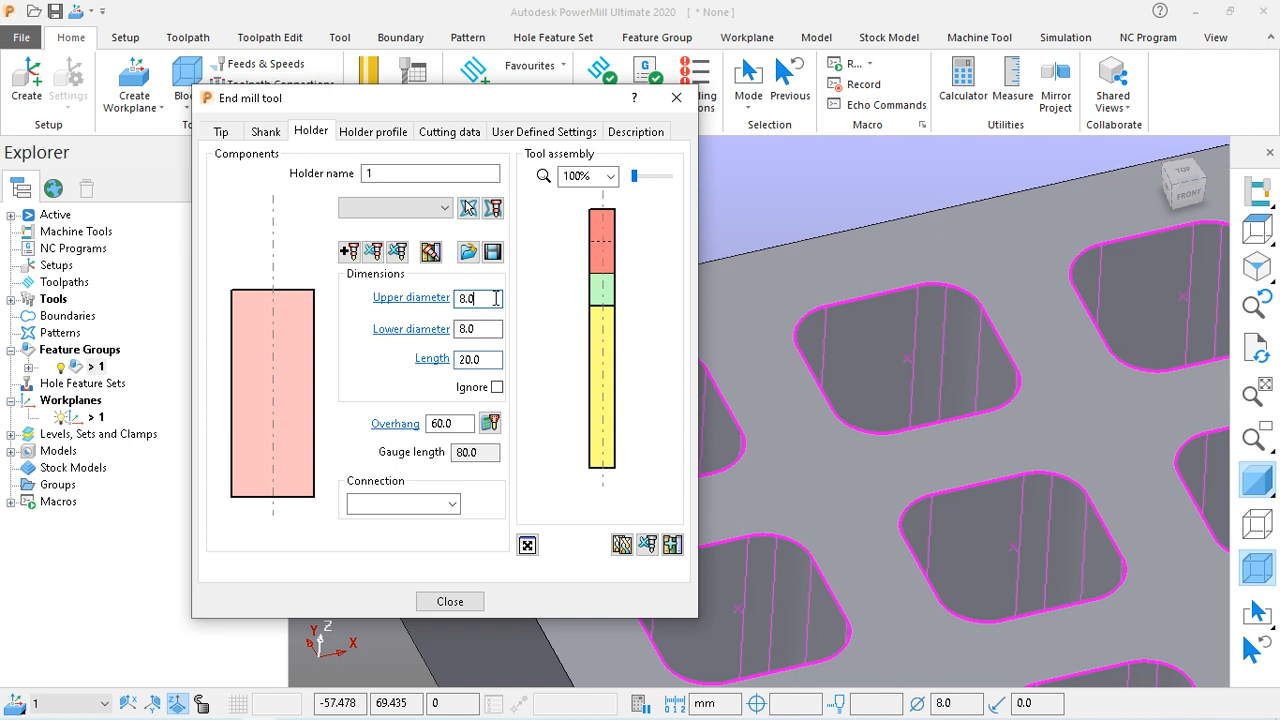 Autodesk PowerMill Ultimate 2020 [ * None ]
File Home Setup Toolpath Toolpath Edit Tool Boundary Pattern Hole Feature Set Feature Group Workplane Model Stock Model Machine Tool Simulation NC Program View
Create
Settings
Setup
Create
Workplane
Feeds & Speeds
Favourites
Mode
Previous
Selection
R...
Record
Echo Commands
Macro
Calculator
Measure
Mirror
Project
Utilities
Shared
Views
Collaborate
Explorer
Active
Machine Tools
NC Programs
Setups
Toolpaths
Tools
Boundaries
Patterns
Feature Groups
> 1
Hole Feature Sets
Workplanes
> 1
Levels, Sets and Clamps
Models
Stock Models
Groups
Macros
End mill tool
?
Tip Shank Holder Holder profile Cutting data User Defined Settings Description
Components
Holder name 1
Dimensions
Upper diameter 8.0
Lower diameter 8.0
Length 20.0
Ignore
Overhang 60.0
Gauge length 80.0
Connection
Tool assembly
100%
Close
TOP
FRONT
Z
Y
X
1
-57.478 69.435 0
mm
8.0
0.0